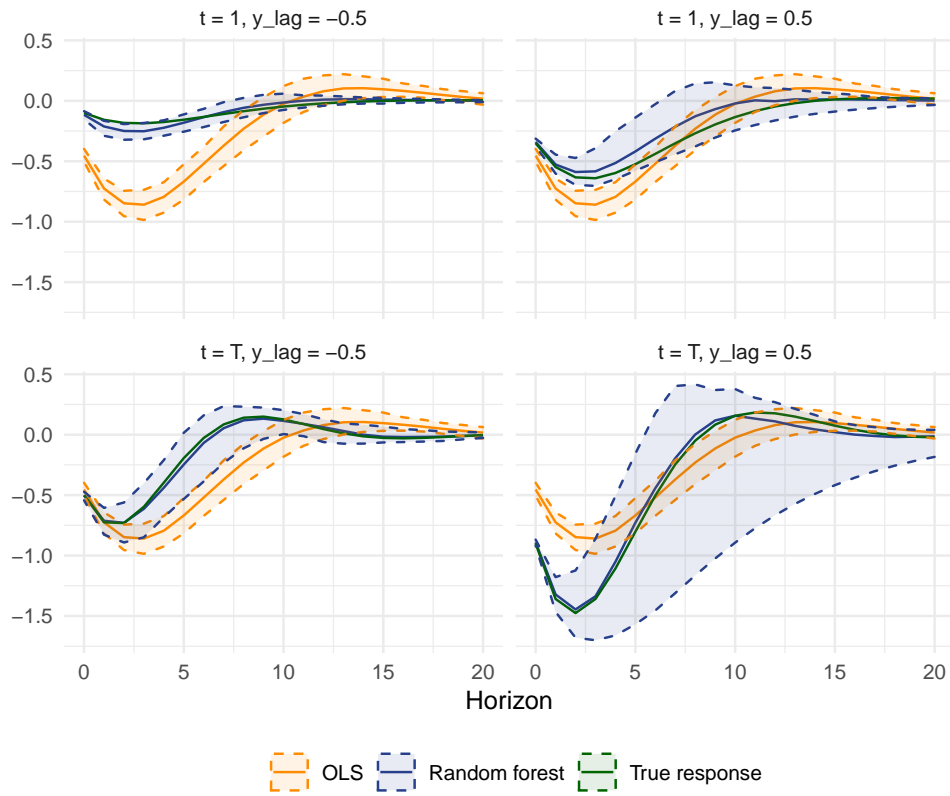 t = 1, y_lag = −0.5
t = 1, y_lag = 0.5
0.5
0.0
−0.5
−1.0
−1.5
t = T, y_lag = −0.5
t = T, y_lag = 0.5
0.5
0.0
−0.5
−1.0
−1.5
0 5 10 15 20 0 5 10 15 20
Horizon
OLS Random forest True response